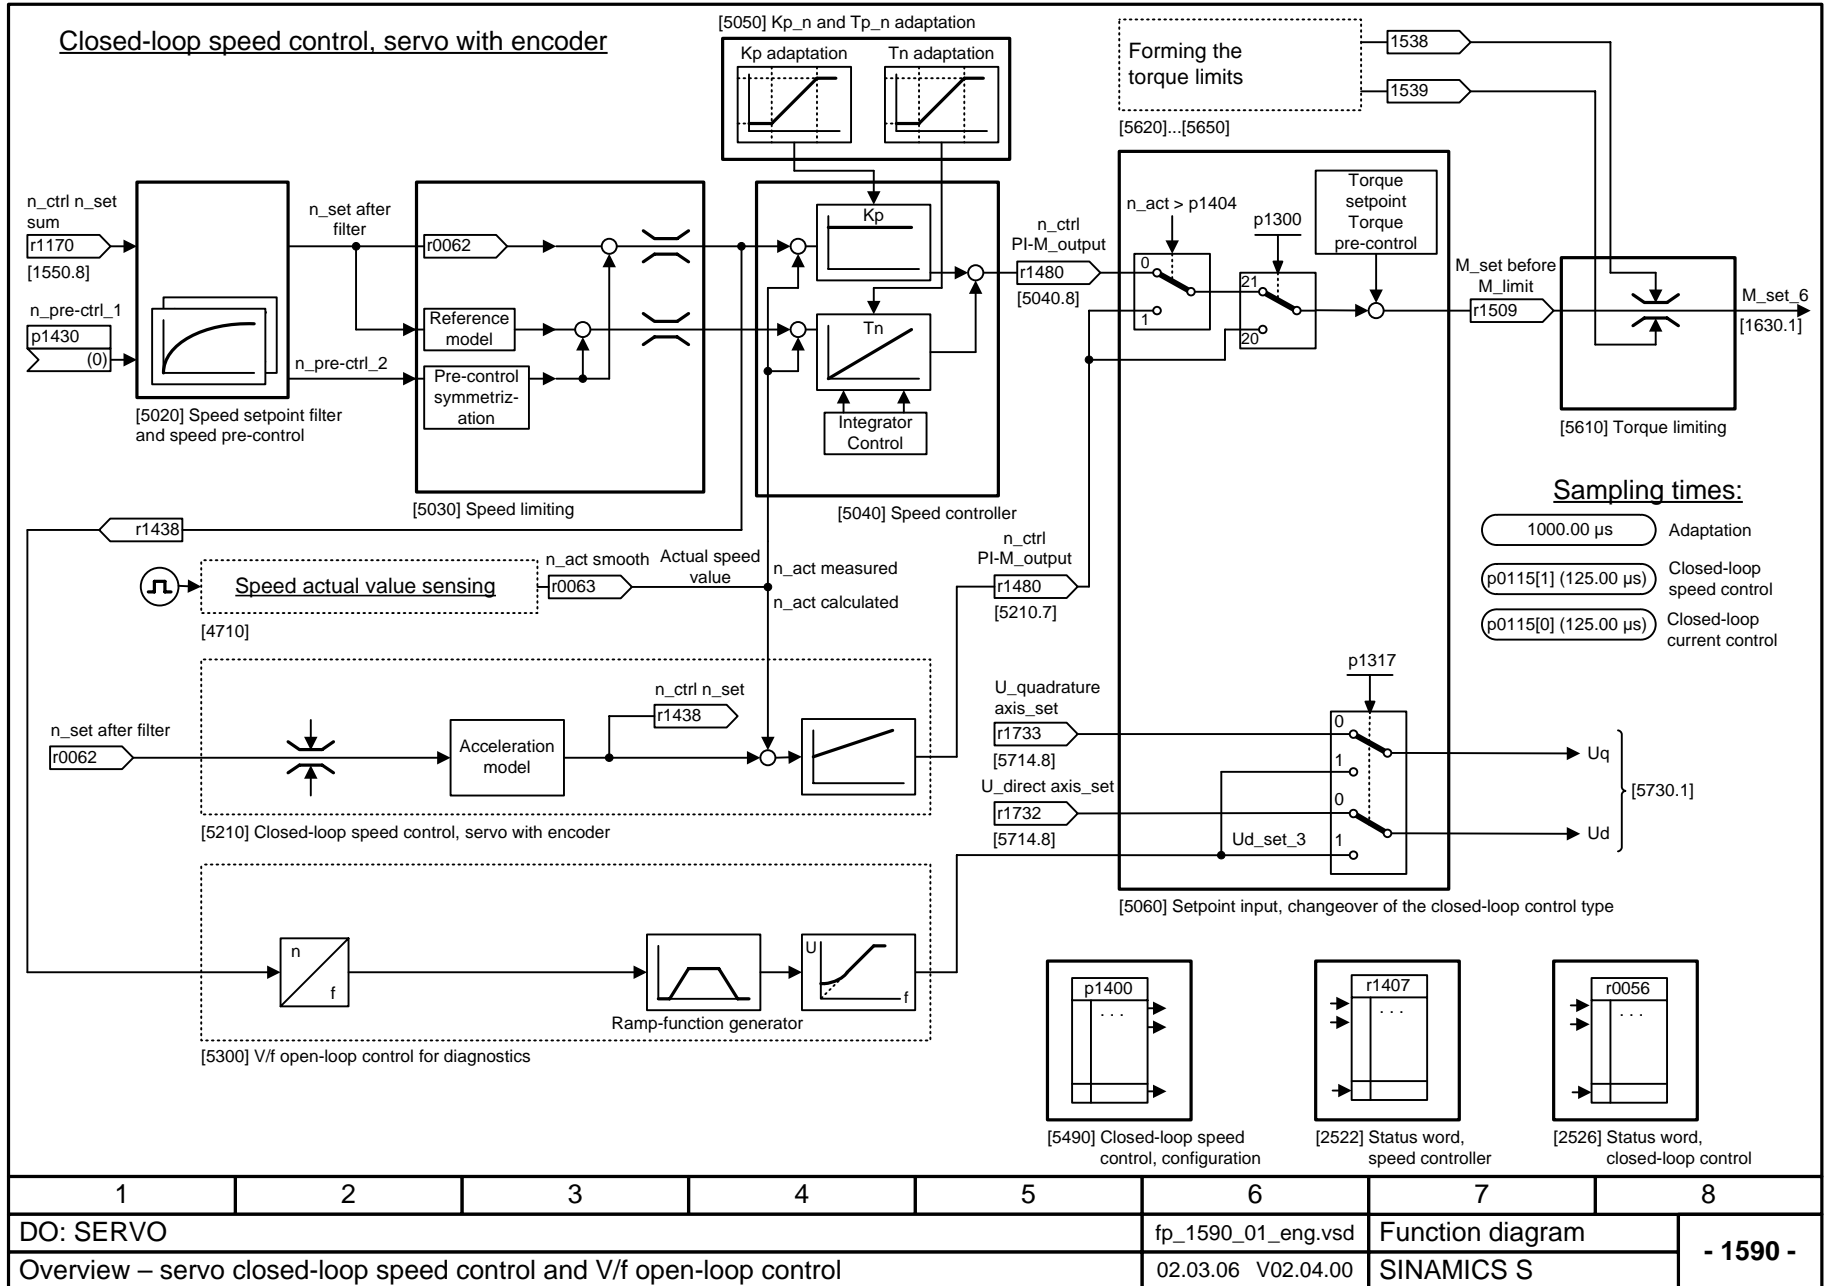 Closed-loop speed control, servo with encoder
[5050] Kp_n and Tp_n adaptation
Kp adaptation
Tn adaptation
Forming the
torque limits
1538
1539
[5620]...[5650]
n_ctrl n_set
sum
r1170
[1550.8]
n_pre-ctrl_1
p1430
(0)
[5020] Speed setpoint filter
and speed pre-control
n_set after
filter
n_pre-ctrl_2
r0062
Reference
model
Pre-control
symmetriz-
ation
[5030] Speed limiting
Kp
Tn
Integrator
Control
[5040] Speed controller
n_ctrl
PI-M_output
r1480
[5040.8]
n_act > p1404
0
1
p1300
21
20
Torque
setpoint
Torque
pre-control
M_set before
M_limit
r1509
M_set_6
[1630.1]
[5610] Torque limiting
Sampling times:
1000.00 µs
Adaptation
p0115[1] (125.00 µs)
Closed-loop
speed control
p0115[0] (125.00 µs)
Closed-loop
current control
r1438
Speed actual value sensing
[4710]
n_act smooth
r0063
Actual speed
value
n_act measured
n_act calculated
n_ctrl
PI-M_output
r1480
[5210.7]
n_set after filter
r0062
Acceleration
model
n_ctrl n_set
r1438
[5210] Closed-loop speed control, servo with encoder
U_quadrature
axis_set
r1733
[5714.8]
U_direct axis_set
r1732
[5714.8]
Ud_set_3
p1317
0
1
0
1
Uq
Ud
[5730.1]
[5060] Setpoint input, changeover of the closed-loop control type
n
f
Ramp-function generator
U
f
[5300] V/f open-loop control for diagnostics
p1400
. . .
[5490] Closed-loop speed
control, configuration
r1407
. . .
[2522] Status word,
speed controller
r0056
. . .
[2526] Status word,
closed-loop control
1 2 3 4 5 6 7 8
DO: SERVO
fp_1590_01_eng.vsd
Function diagram
- 1590 -
Overview – servo closed-loop speed control and V/f open-loop control
02.03.06 V02.04.00
SINAMICS S